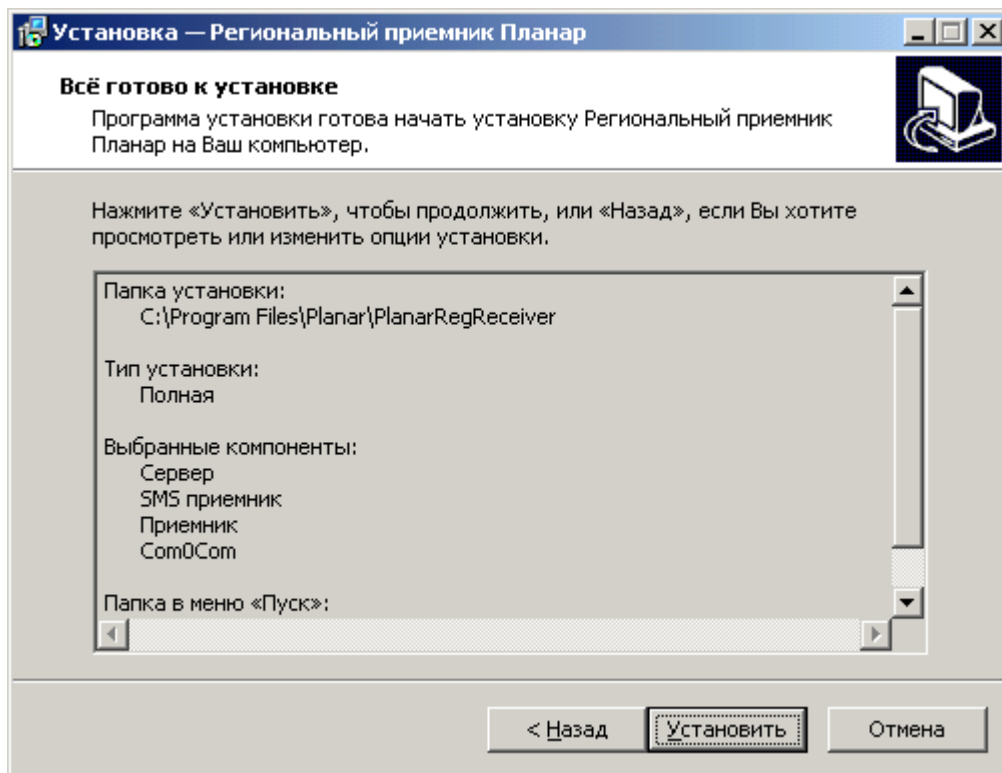 Установка — Региональный приемник Планар
Всё готово к установке
Программа установки готова начать установку Региональный приемник
Планар на Ваш компьютер.
Нажмите «Установить», чтобы продолжить, или «Назад», если Вы хотите
просмотреть или изменить опции установки.
Папка установки:
C:\Program Files\Planar\PlanarRegReceiver
Тип установки:
Полная
Выбранные компоненты:
Сервер
SMS приемник
Приемник
Com0Com
Папка в меню «Пуск»:
< Назад
Установить
Отмена